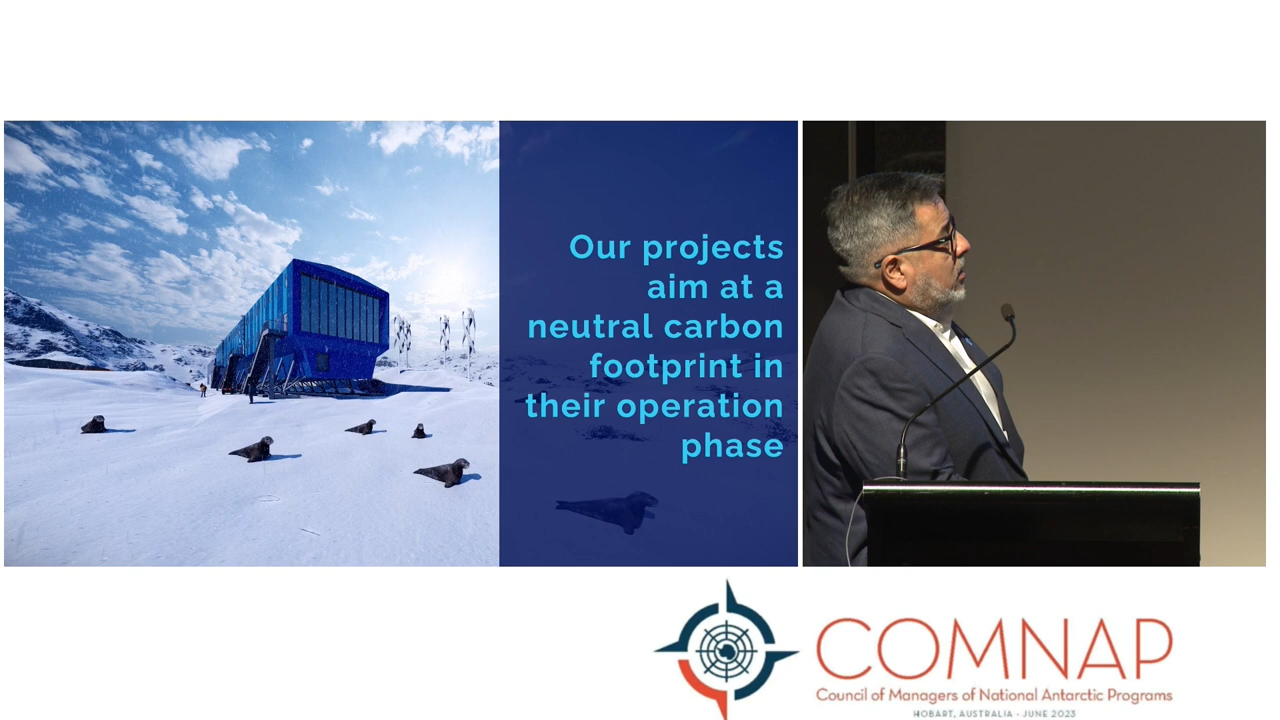 Our projects
aim at a
neutral carbon
footprint in
their operation
phase
COMNAP
Council of Managers of National Antarctic Programs
HOBART, AUSTRALIA - JUNE 2023